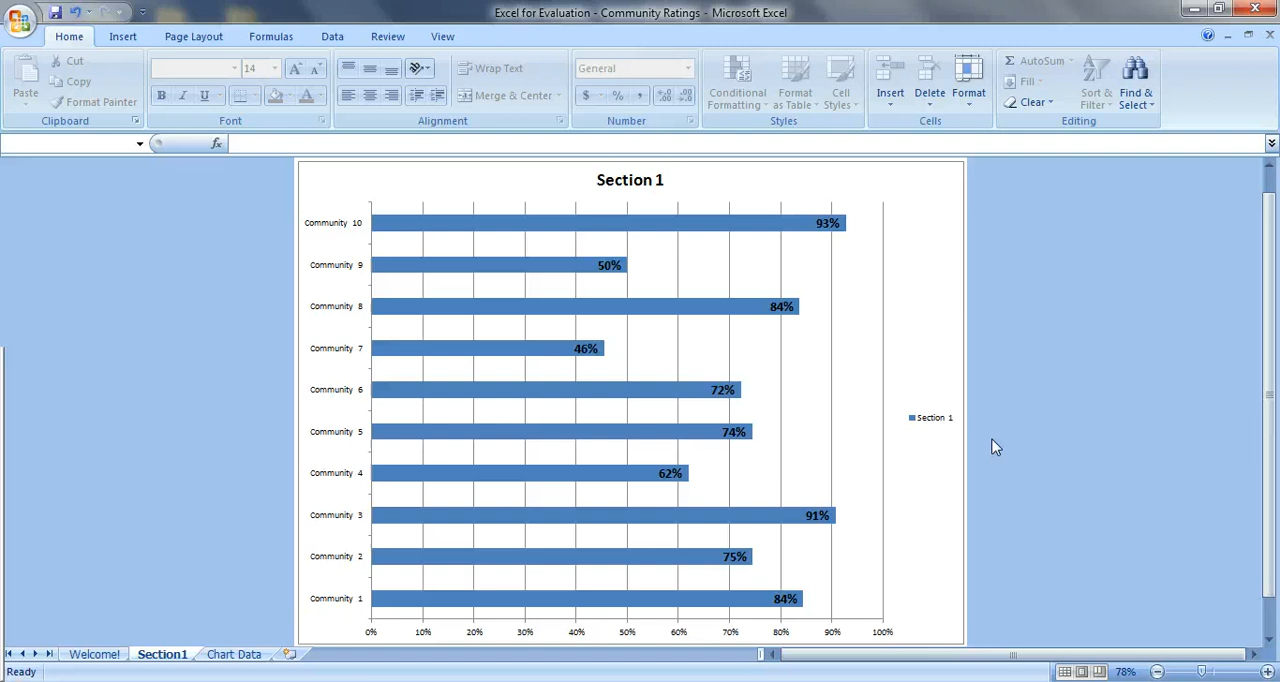 Excel for Evaluation - Community Ratings - Microsoft Excel
Home Insert Page Layout Formulas Data Review View
Paste Cut Copy Format Painter
14
B I U A
Wrap Text
Merge & Center
General
$ % ,
Conditional Formatting
Format as Table
Cell Styles
Insert Delete Format
Σ AutoSum
Fill
Clear
Sort & Filter
Find & Select
Clipboard Font Alignment Number Styles Cells Editing
fx
Section 1
Community 10 93%
Community 9 50%
Community 8 84%
Community 7 46%
Community 6 72%
Community 5 74%
Section 1
Community 4 62%
Community 3 91%
Community 2 75%
Community 1 84%
0% 10% 20% 30% 40% 50% 60% 70% 80% 90% 100%
Welcome! Section1 Chart Data
Ready 78%